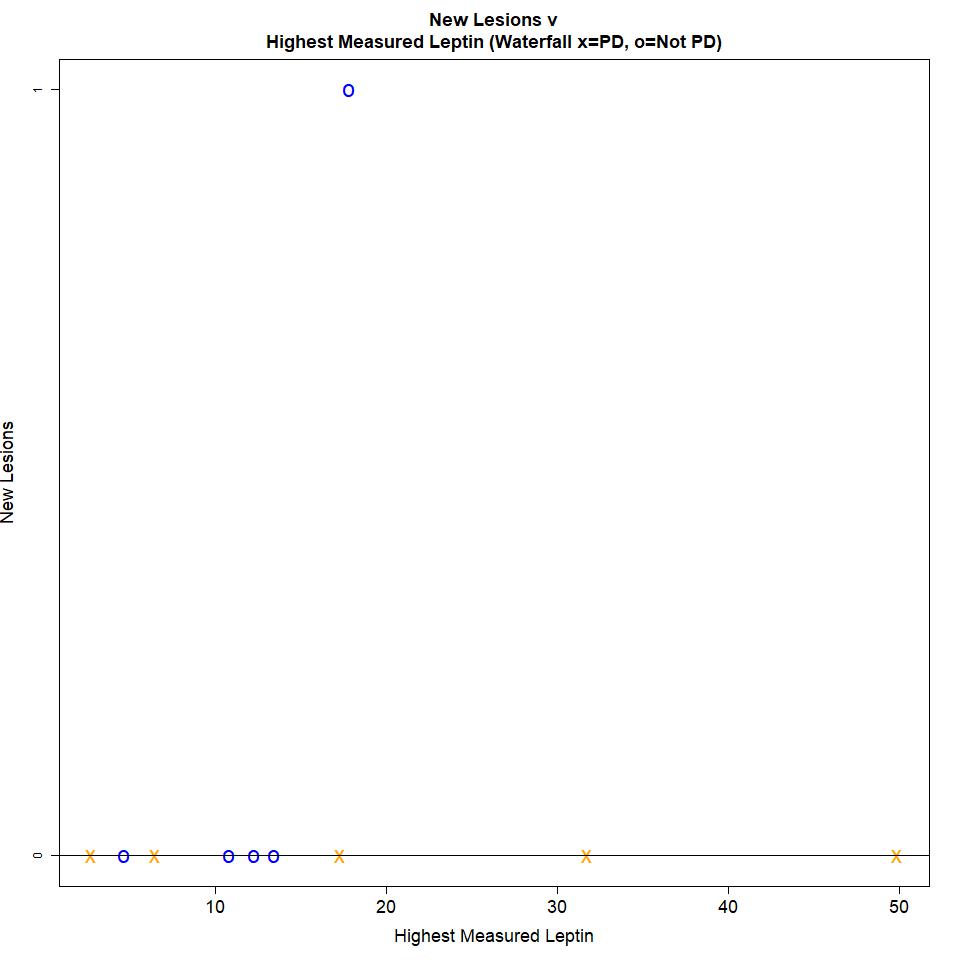 New Lesions v
Highest Measured Leptin (Waterfall x=PD, o=Not PD)
New Lesions
1
0
o
x o x o o o x x x
10 20 30 40 50
Highest Measured Leptin